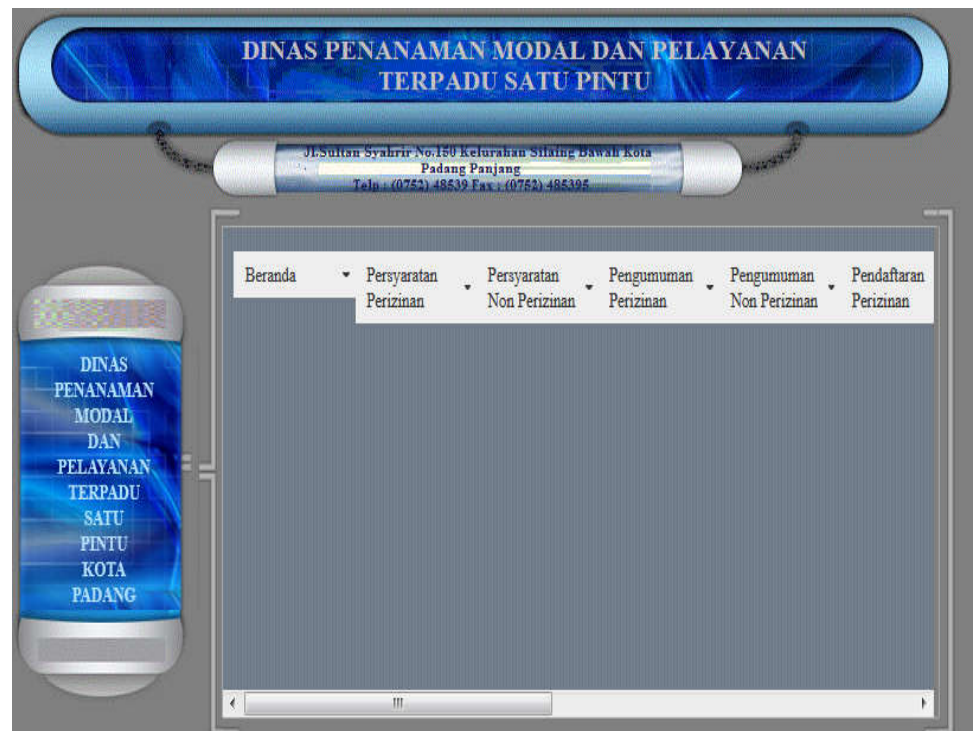 DINAS PENANAMAN MODAL DAN PELAYANAN
TERPADU SATU PINTU
Jl.Sultan Syahrir No.150 Kelurahan Silaing Bawah Kota
Padang Panjang
Telp : (0752) 48539 Fax : (0752) 485395
Beranda
Persyaratan
Perizinan
Persyaratan
Non Perizinan
Pengumuman
Perizinan
Pengumuman
Non Perizinan
Pendaftaran
Perizinan
DINAS
PENANAMAN
MODAL
DAN
PELAYANAN
TERPADU
SATU
PINTU
KOTA
PADANG